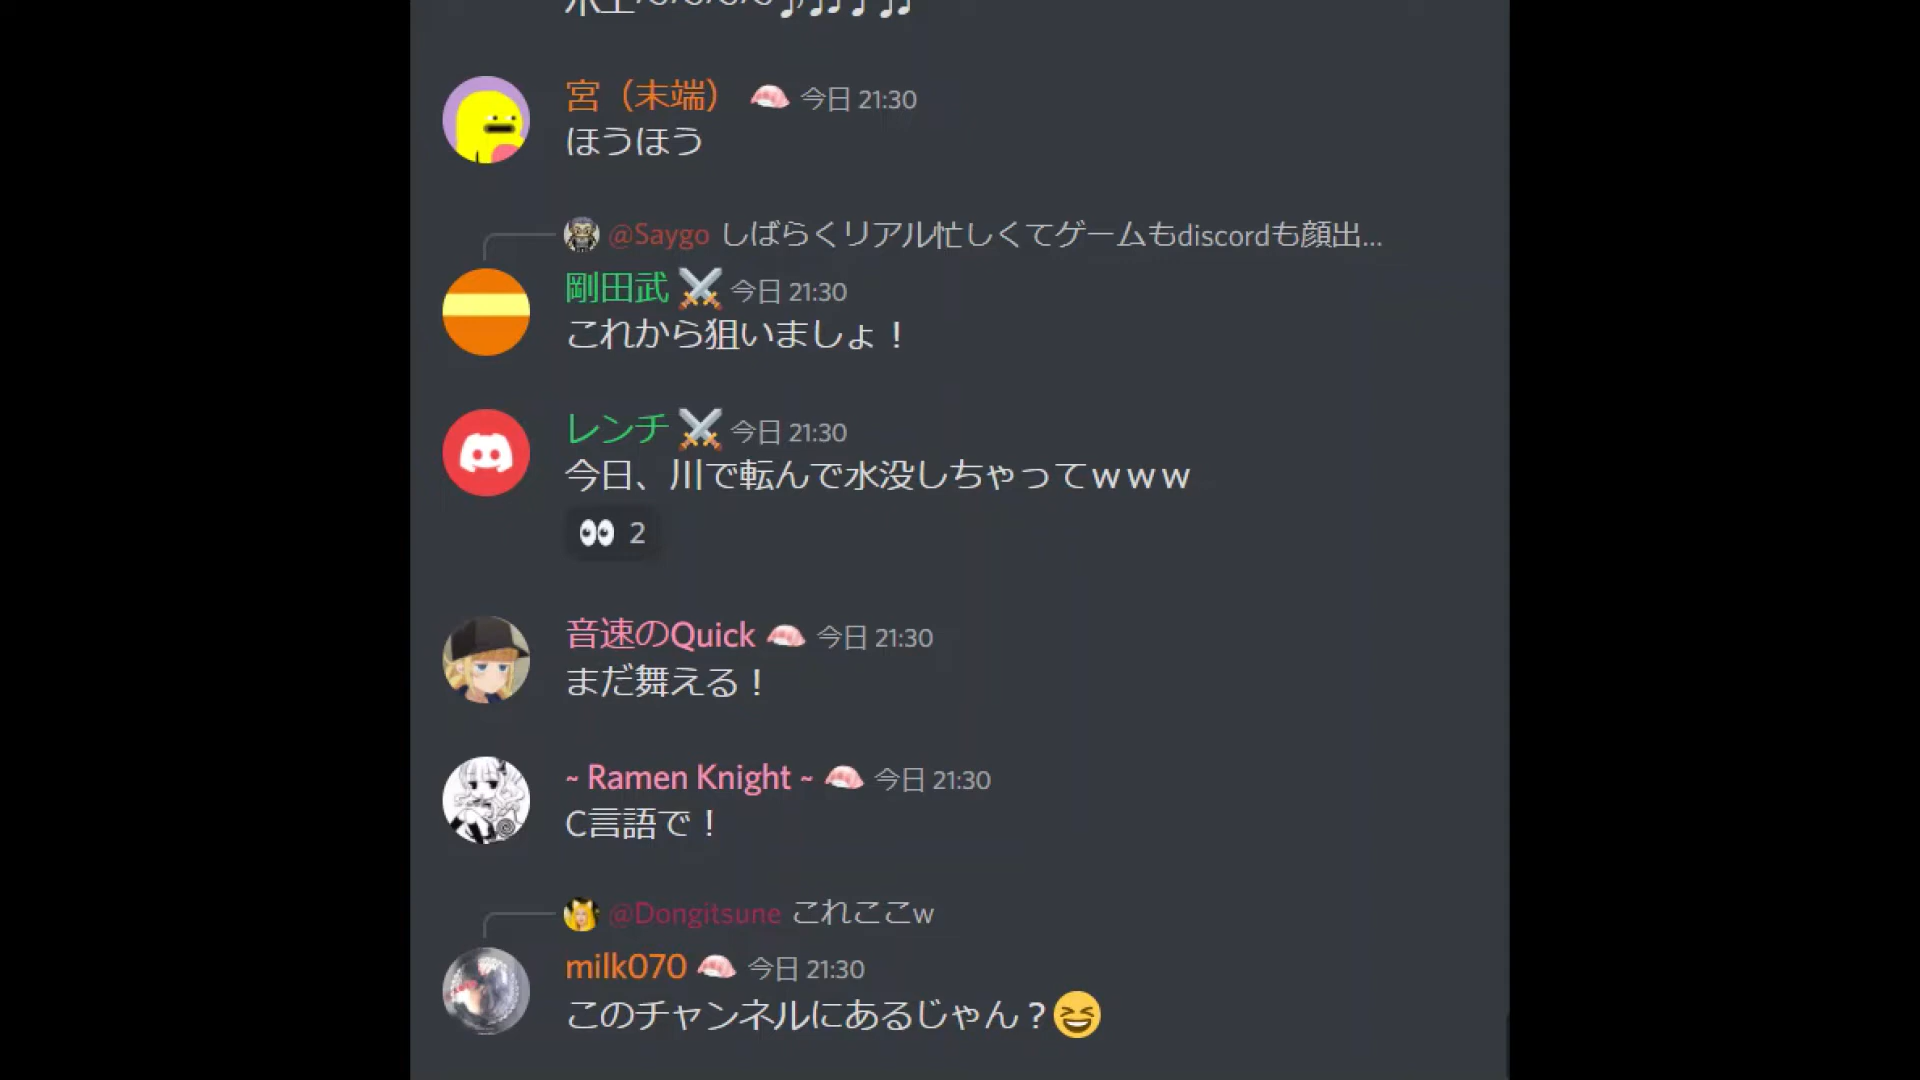 宮（末端） 今日 21:30
ほうほう
@Saygo しばらくリアル忙しくてゲームもdiscordも顔出...
剛田武 今日 21:30
これから狙いましょ！
レンチ 今日 21:30
今日、川で転んで水没しちゃってｗｗｗ
2
音速のQuick 今日 21:30
まだ舞える！
~ Ramen Knight ~ 今日 21:30
C言語で！
@Dongitsune これここw
milk070 今日 21:30
このチャンネルにあるじゃん？